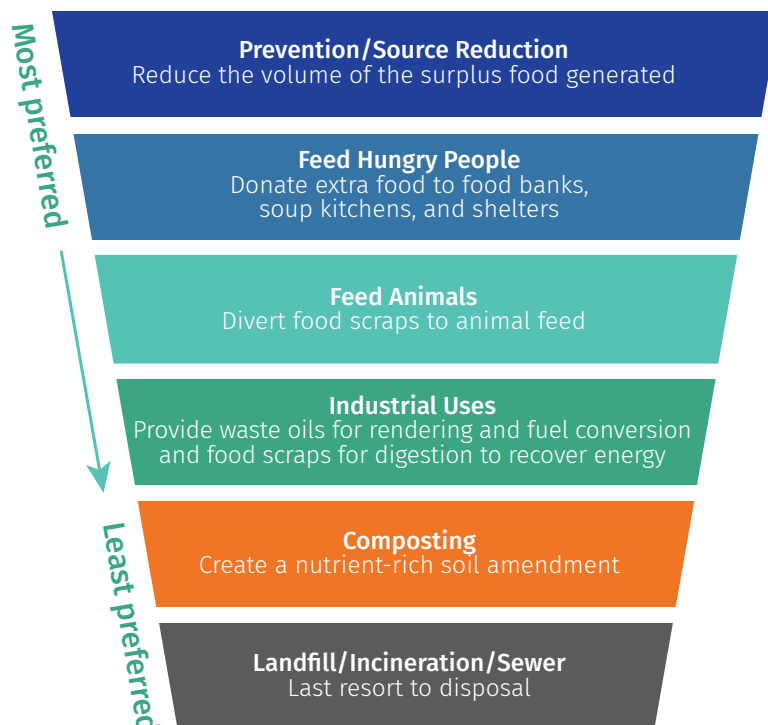 Most preferred
Prevention/Source Reduction
Reduce the volume of the surplus food generated
Feed Hungry People
Donate extra food to food banks,
soup kitchens, and shelters
Feed Animals
Divert food scraps to animal feed
Industrial Uses
Provide waste oils for rendering and fuel conversion
and food scraps for digestion to recover energy
Composting
Create a nutrient-rich soil amendment
Least preferred
Landfill/Incineration/Sewer
Last resort to disposal